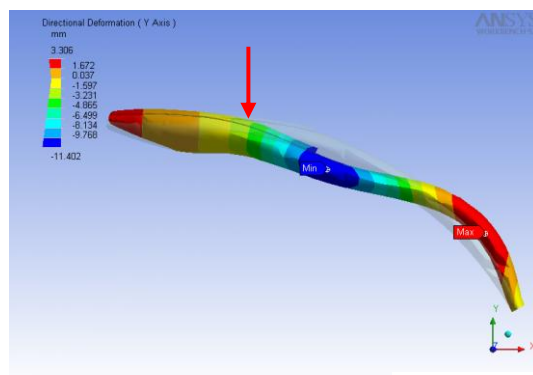 Directional Deformation ( Y Axis )
mm
3.306
1.672
0.037
-1.597
-3.231
-4.865
-6.499
-8.134
-9.768
-11.402
ANSYS
WORKBENCH
Min
Max
Y
Z
X